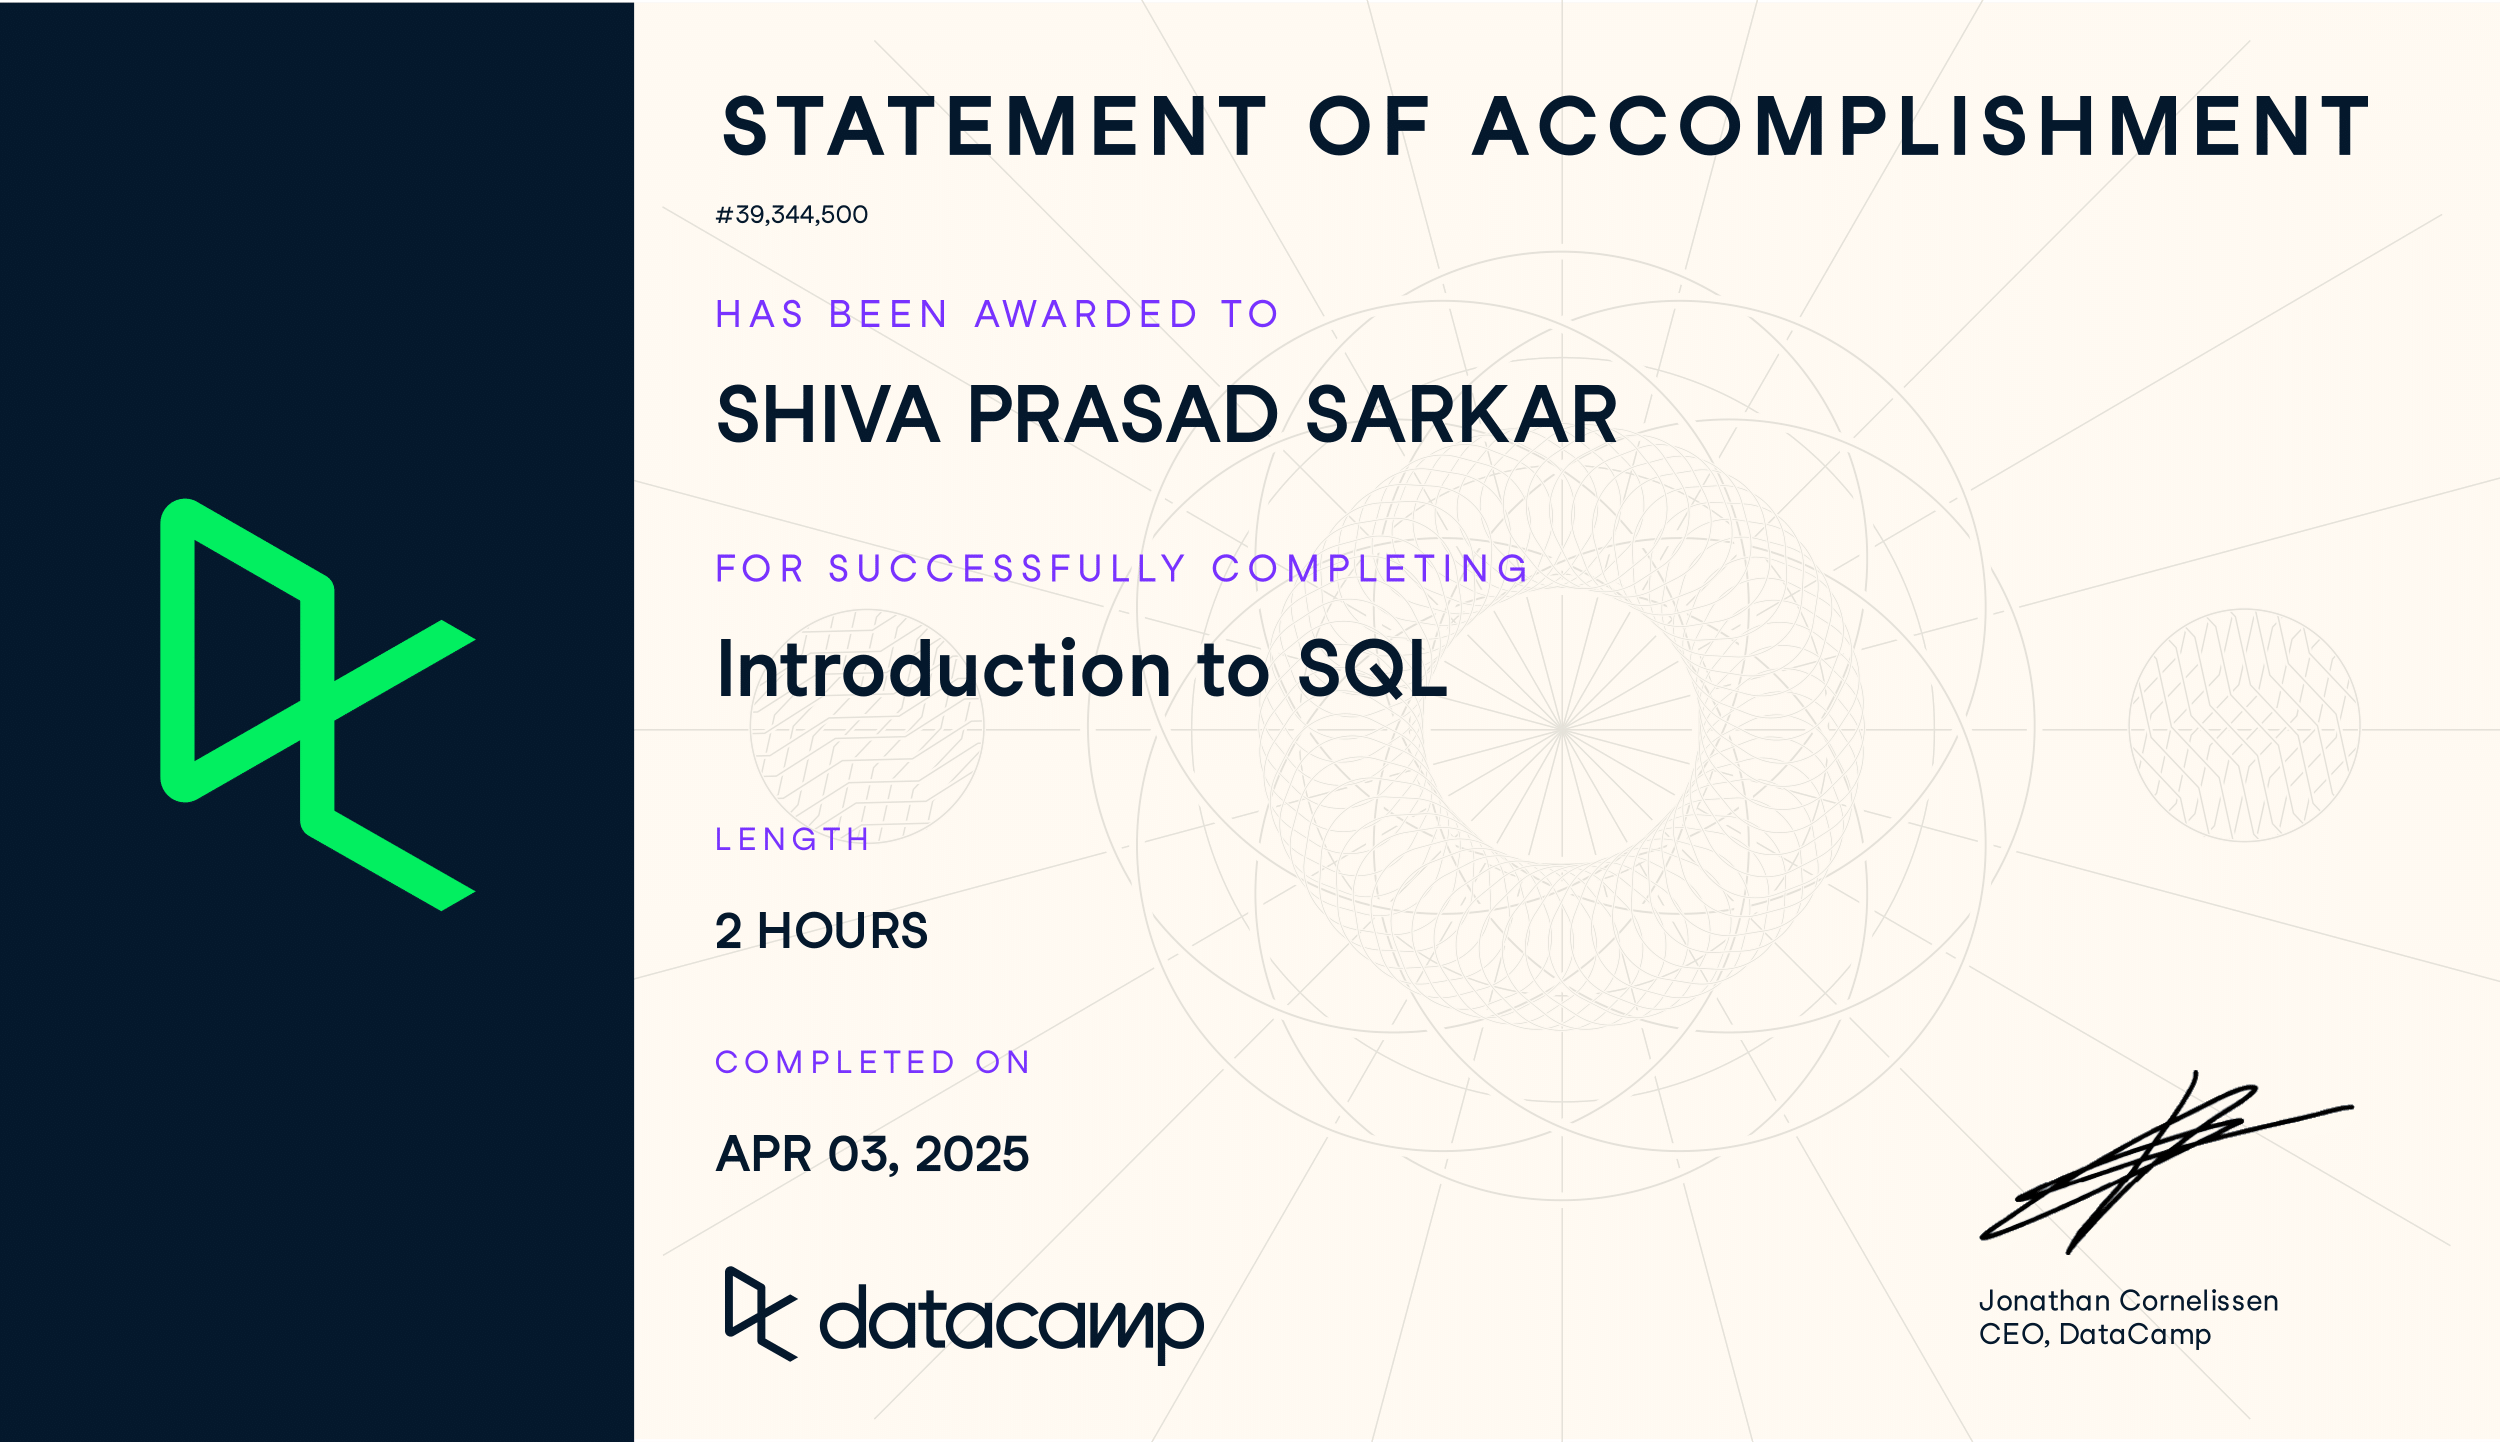 STATEMENT OF ACCOMPLISHMENT
#39,344,500
HAS BEEN AWARDED TO
SHIVA PRASAD SARKAR
FOR SUCCESSFULLY COMPLETING
Introduction to SQL
LENGTH
2 HOURS
COMPLETED ON
APR 03, 2025
datacamp
Jonathan Cornelissen
CEO, DataCamp